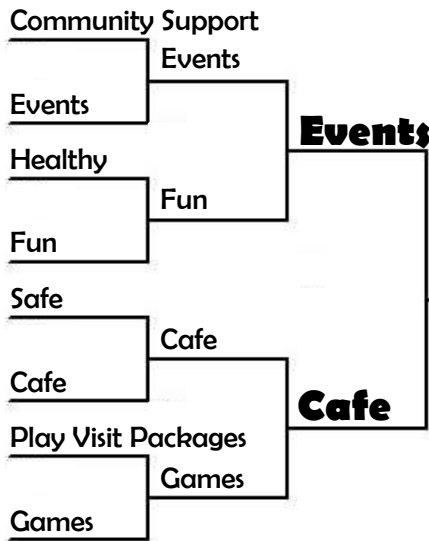 Community Support
Events
Events
Events
Healthy
Fun
Fun
Safe
Cafe
Cafe
Cafe
Play Visit Packages
Games
Games